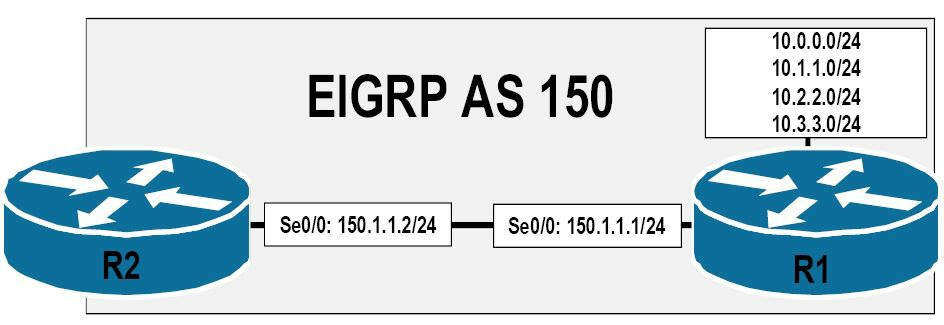 10.0.0.0/24
10.1.1.0/24
10.2.2.0/24
10.3.3.0/24
EIGRP AS 150
Se0/0: 150.1.1.2/24
Se0/0: 150.1.1.1/24
R2
R1